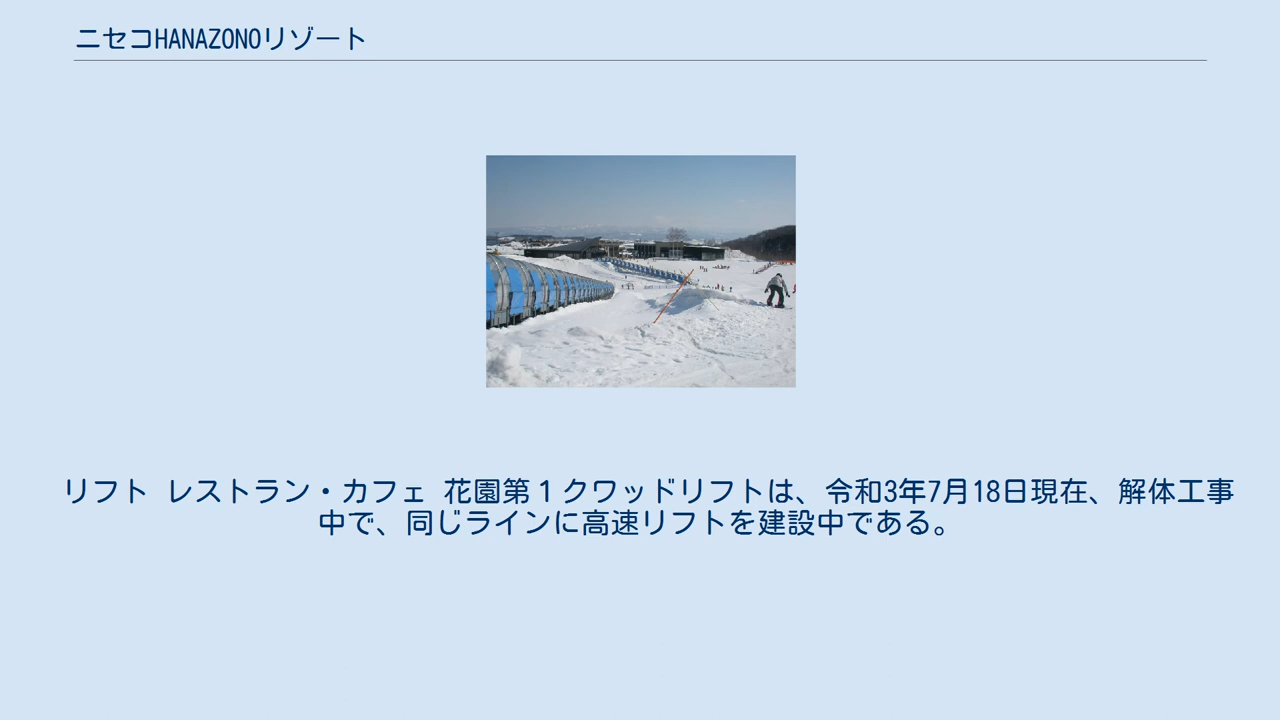 ニセコHANAZONOリゾート
リフト レストラン・カフェ 花園第１クワッドリフトは、令和3年7月18日現在、解体工事
中で、同じラインに高速リフトを建設中である。